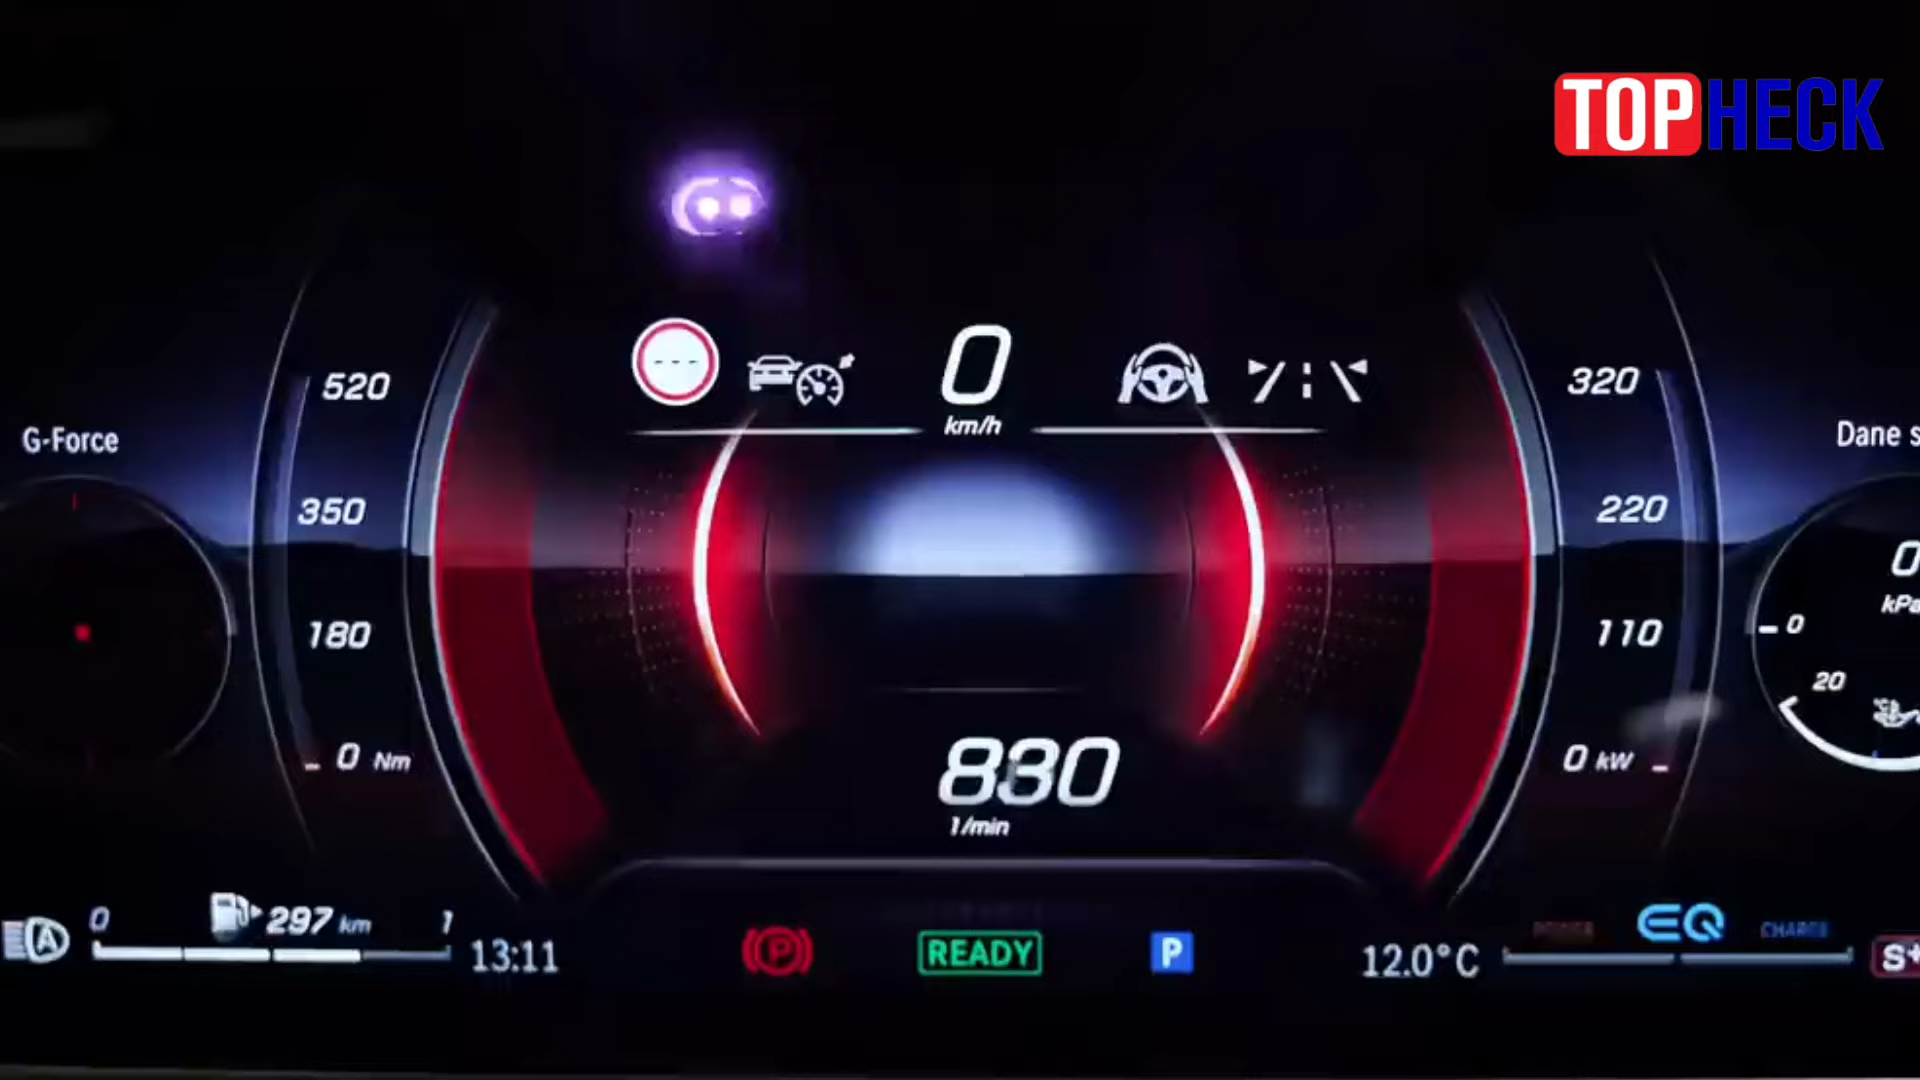 TOPHECK
---
0
km/h
G-Force
520
350
180
0 Nm
320
220
110
0 kW
Dane s
0
kPa
0
20
°C
830
1/min
A
0
297 km
1
13:11
P
READY
P
12.0°C
POWER
EQ
CHARGE
S+